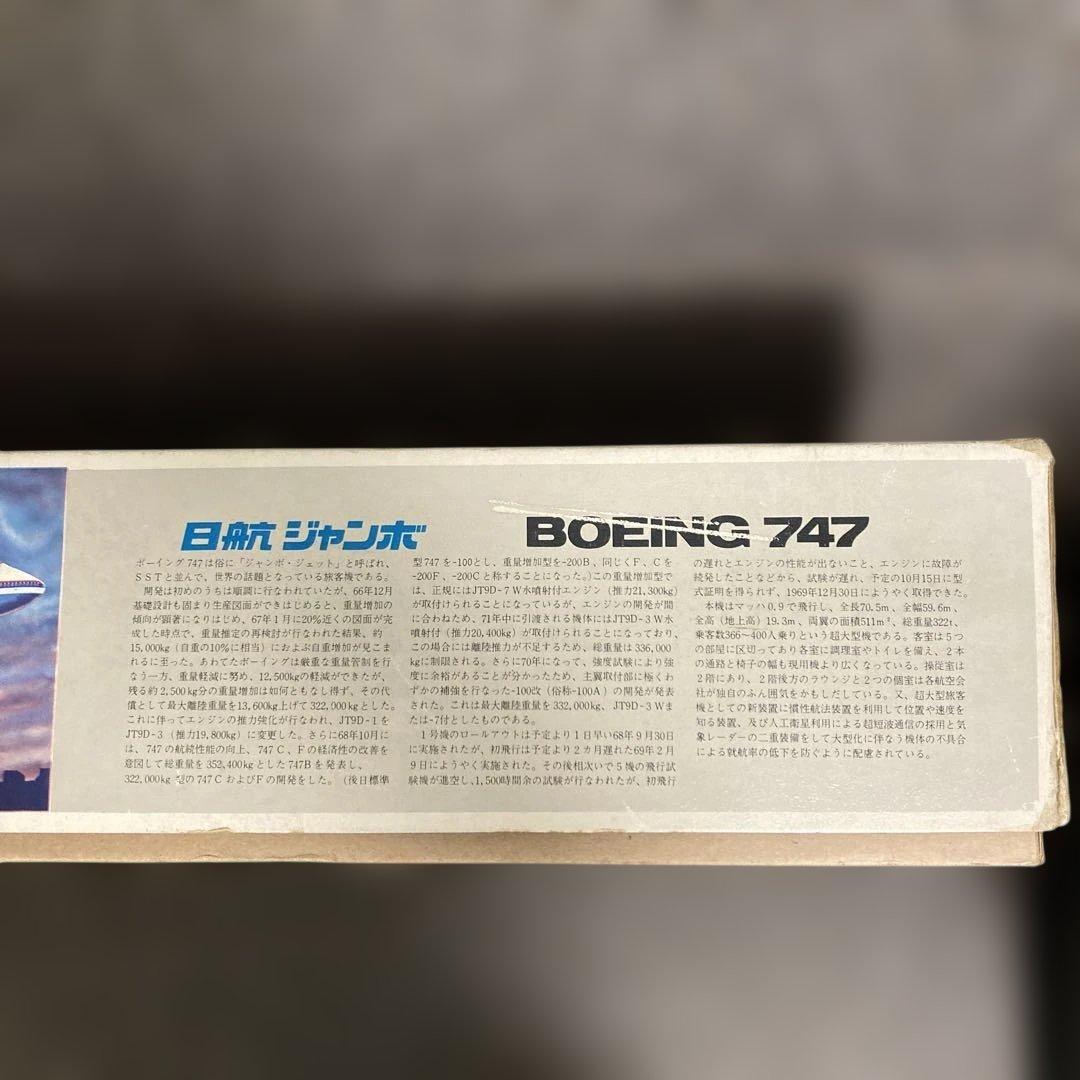 日航 ジャンボ
BOEING 747
ボーイング747は俗に「ジャンボ・ジェット」と呼ばれ、
SSTと並んで、世界の話題となっている旅客機である。
開発は初めのうちは順調に行なわれていたが、66年12月
基礎設計も固まり生産図面ができはじめると、重量増加の
傾向が顕著になりはじめ、67年1月に20%近くの図面が完
成した時点で、重量推定の再検討が行なわれた結果、約
15,000kg(自重の10%に相当)におよぶ自重増加が見こま
れるに至った。あわてたボーイングは厳重な重量管制を行
なう一方、重量軽減に努め、12,500kgの軽減ができたが、
残る約2,500kg分の重量増加は如何ともなし得ず、その代
償として最大離陸重量を13,600kg上げて322,000kgとした。
これに伴ってエンジンの推力強化が行なわれ、JT9D-1を
JT9D-3(推力19,800kg)に変更した。さらに68年10月に
は、747の航続性能の向上、747C、Fの経済性の改善を
意図して総重量を352,400kgとした747Bを発表し、
322,000kg型の747CおよびFの開発をした。(後日標準
型747を-100とし、重量増加型を-200B、同じくF、Cを
-200F、-200Cと称することになった。)この重量増加型で
は、正規にはJT9D-7W水噴射付エンジン(推力21,300kg)
が取付けられることになっているが、エンジンの開発が間
に合わねため、71年中に引渡される機体にはJT9D-3W水
噴射付(推力20,400kg)が取付けられることになっており、
この場合には離陸推力が不足するため、総重量は336,000
kgに制限される。さらに70年になって、強度試験により強
度に余裕があることが分かったため、主翼取付部に極くわ
ずかの補強を行なった-100改(俗称-100A)の開発が発表
された。これは最大離陸重量を332,000kg、JT9D-3Wま
たは-7付としたものである。
1号機のロールアウトは予定より1日早い68年9月30日
に実施されたが、初飛行は予定より2カ月遅れた69年2月
9日にようやく実施された。その後相次いで5機の飛行試
験機が進空し、1,500時間余の試験が行なわれたが、初飛行
の遅れとエンジンの性能が出ないこと、エンジンに故障が
続発したことなどから、試験が遅れ、予定の10月15日に型
式証明を得られず、1969年12月30日にようやく取得できた。
本機はマッハ0.9で飛行し、全長70.5m、全幅59.6m、
全高(地上高)19.3m、両翼の面積511m²、総重量322t、
乗客数366〜400人乗りという超大型機である。客室は5つ
の部屋に区切ってあり各室に調理室やトイレを備え、2本
の通路と椅子の幅も現用機より広くなっている。操従室は
2階にあり、2階後方のラウンジと2つの個室は各航空会
社が独自のふん囲気をかもしだしている。又、超大型旅客
機としての新装置に慣性航法装置を利用して位置や速度を
知る装置、及び人工衛星利用による超短波通信の採用と気
象レーダーの二重装備をして大型化に伴なう機体の不具合
による就航率の低下を防ぐように配慮されている。